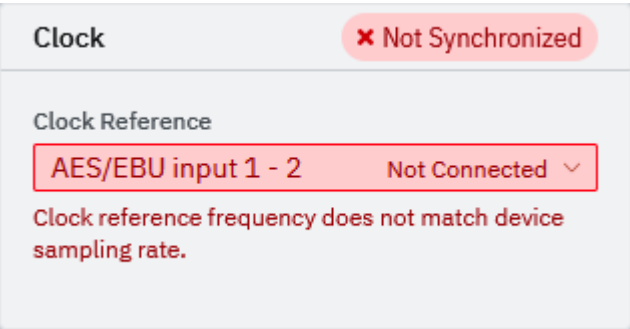 Clock
× Not Synchronized
Clock Reference
AES/EBU input 1 - 2 Not Connected
Clock reference frequency does not match device
sampling rate.